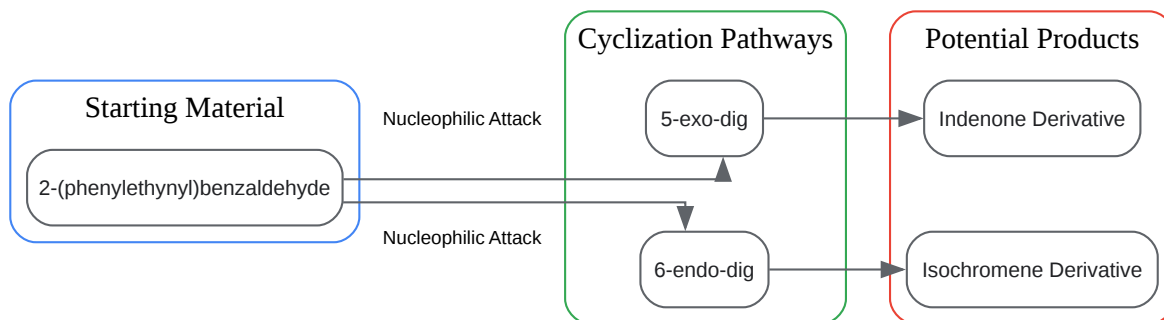 Starting Material
2-(phenylethynyl)benzaldehyde
Nucleophilic Attack
Nucleophilic Attack
Cyclization Pathways
5-exo-dig
6-endo-dig
Potential Products
Indenone Derivative
Isochromene Derivative